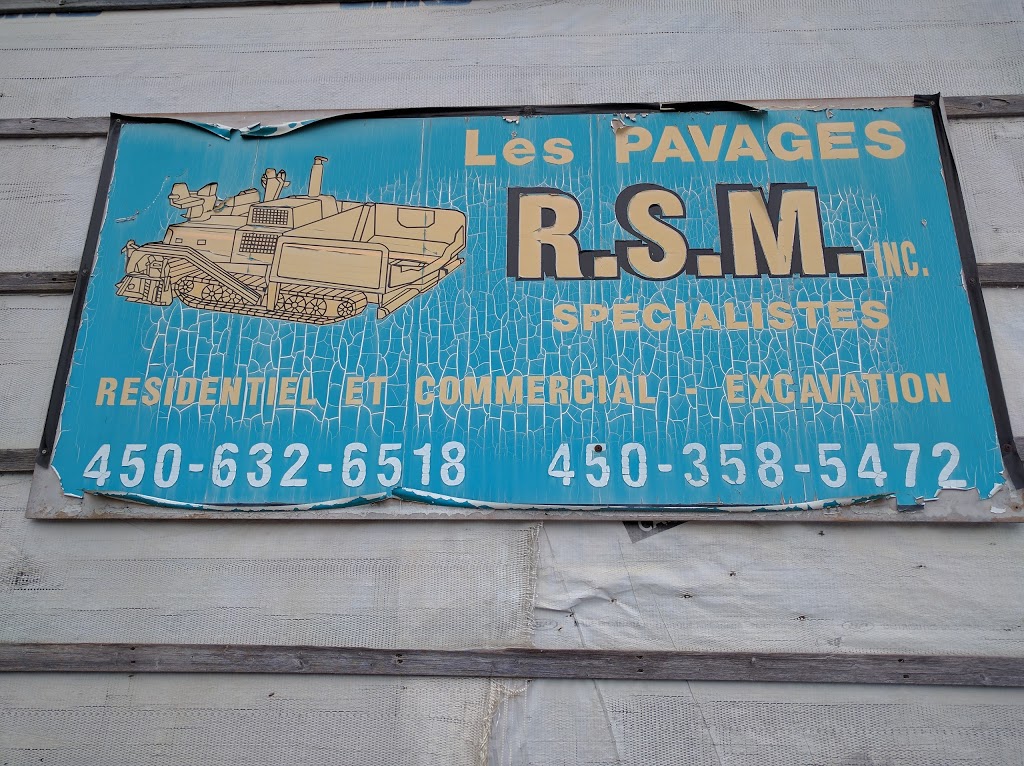 Les PAVAGES
R.S.M. INC.
SPÉCIALISTES
RESIDENTIEL ET COMMERCIAL - EXCAVATION
450-632-6518 450-358-5472